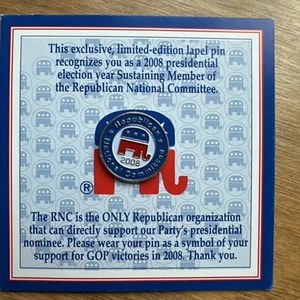 This exclusive, limited-edition lapel pin
recognizes you as a 2008 presidential
election year Sustaining Member of
the Republican National Committee.
Republican
National Committee
2008
®
The RNC is the ONLY Republican organization
that can directly support our Party's presidential
nominee. Please wear your pin as a symbol of your
support for GOP victories in 2008. Thank you.